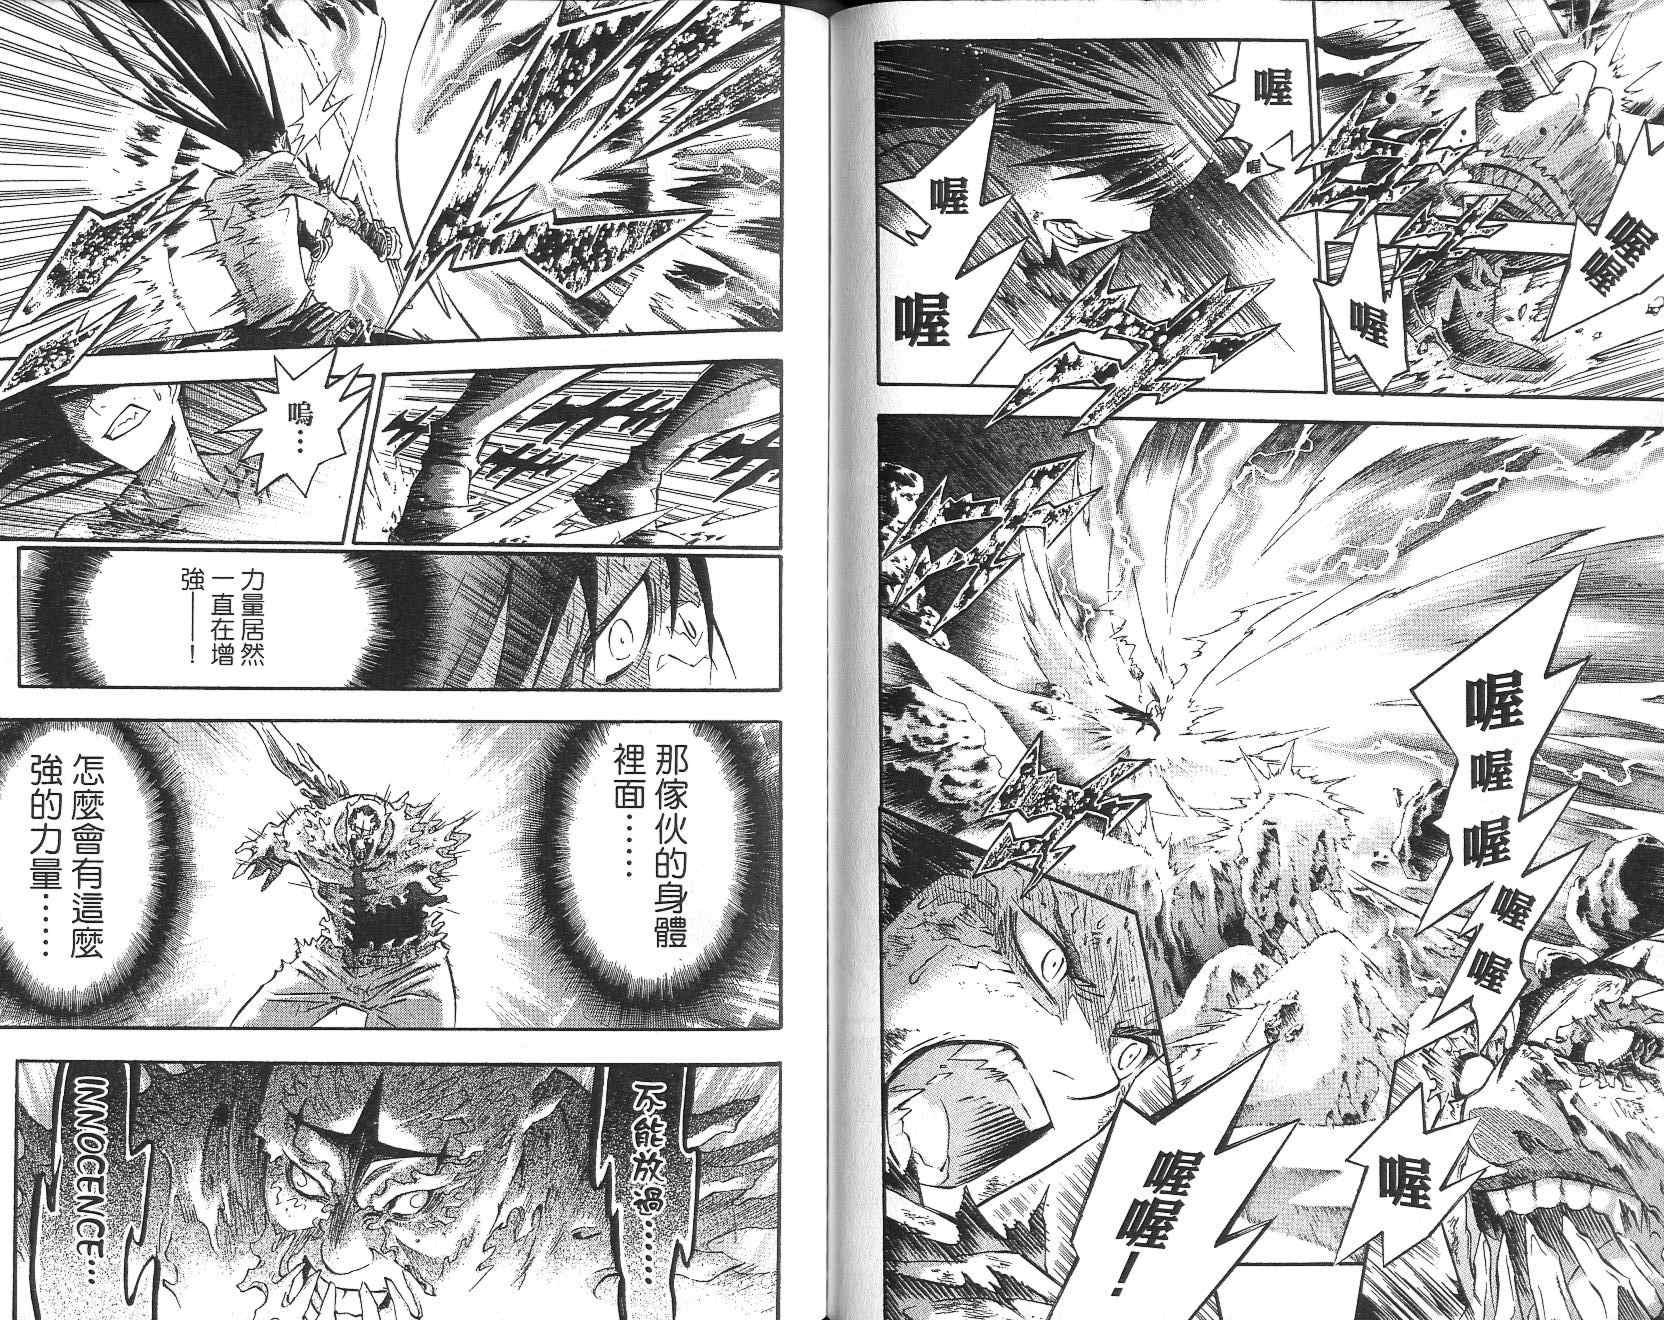 喔
喔
喔
喔
喔喔
喔
喔喔喔
喔喔
喔
喔喔！
嗚…
力量居然
一直在增
強——！
那傢伙的身體
裡面……
怎麼會有這麼
強的力量……
不能放過……
INNOCENCE…